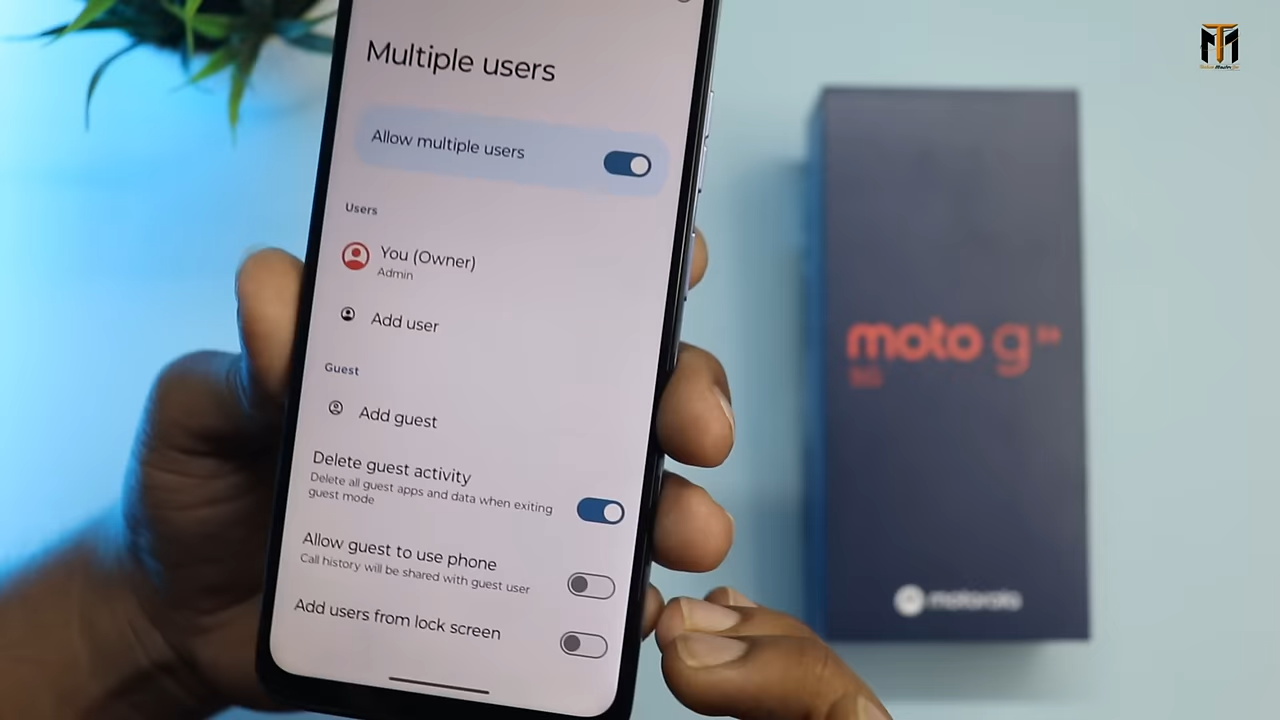 Multiple users
Allow multiple users
Users
You (Owner)
Admin
Add user
Guest
Add guest
Delete guest activity
Delete all guest apps and data when exiting
guest mode
Allow guest to use phone
Call history will be shared with guest user
Add users from lock screen
moto g
5G
motorola